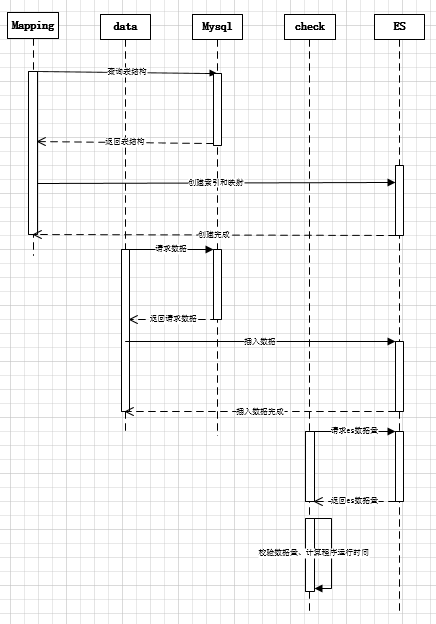 Mapping
data
Mysql
check
ES
查询表结构
返回表结构
创建索引和映射
创建完成
请求数据
返回请求数据
插入数据
插入数据完成
请求es数据量
返回es数据量
校验数据量、计算程序运行时间